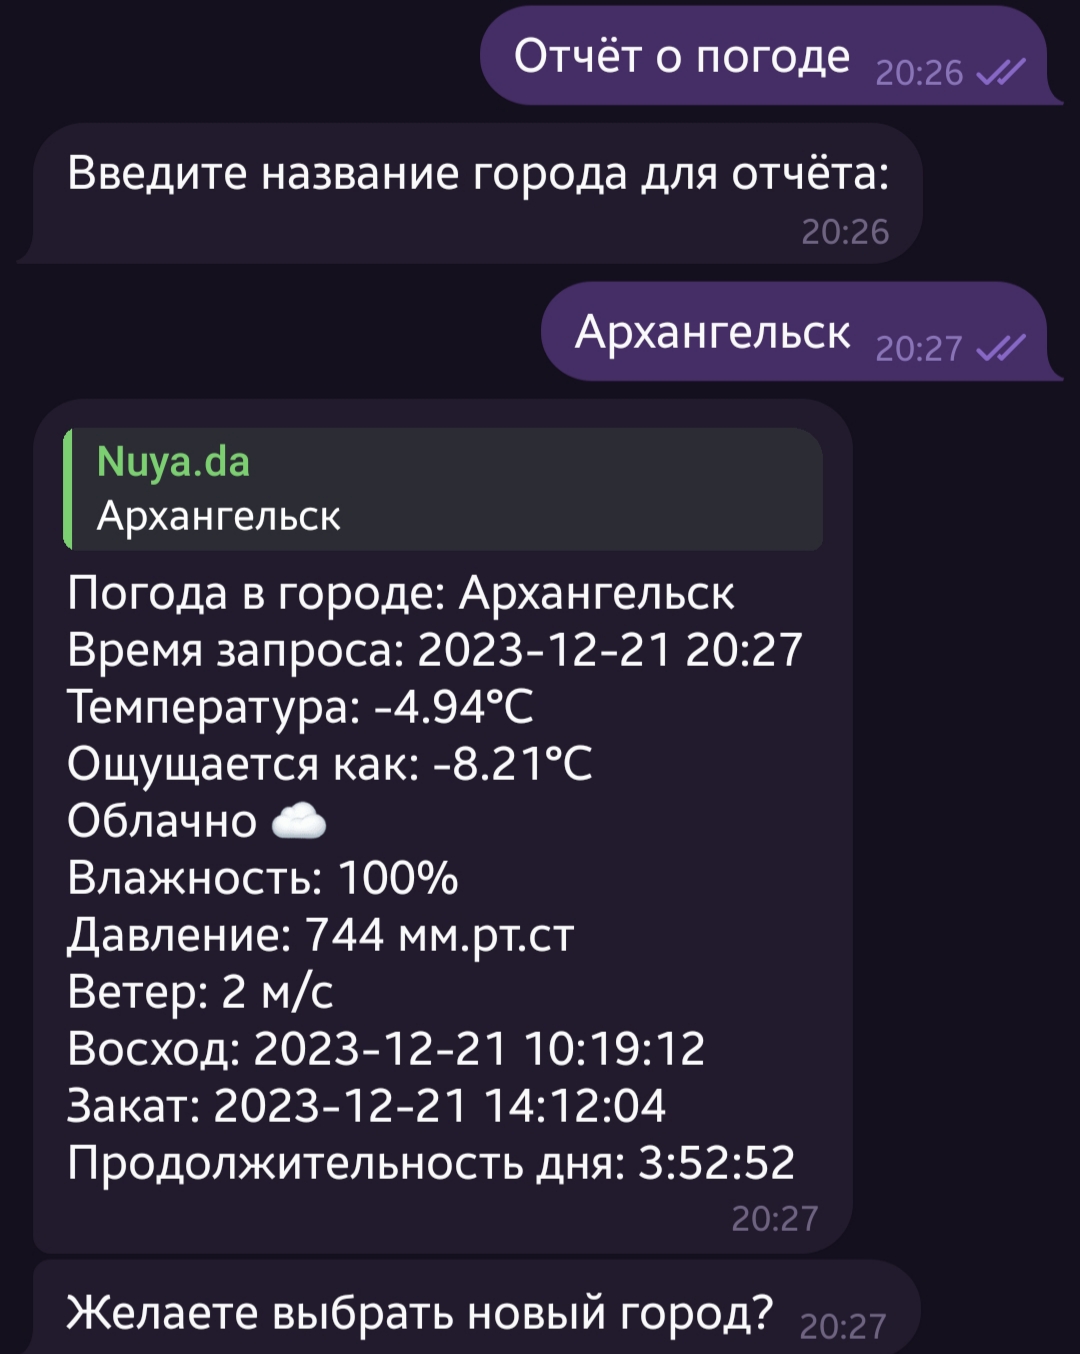 Отчёт о погоде 20:26
Введите название города для отчёта:
20:26
Архангельск 20:27
Nuya.da
Архангельск
Погода в городе: Архангельск
Время запроса: 2023-12-21 20:27
Температура: -4.94°C
Ощущается как: -8.21°C
Облачно ☁️
Влажность: 100%
Давление: 744 мм.рт.ст
Ветер: 2 м/с
Восход: 2023-12-21 10:19:12
Закат: 2023-12-21 14:12:04
Продолжительность дня: 3:52:52
20:27
Желаете выбрать новый город? 20:27